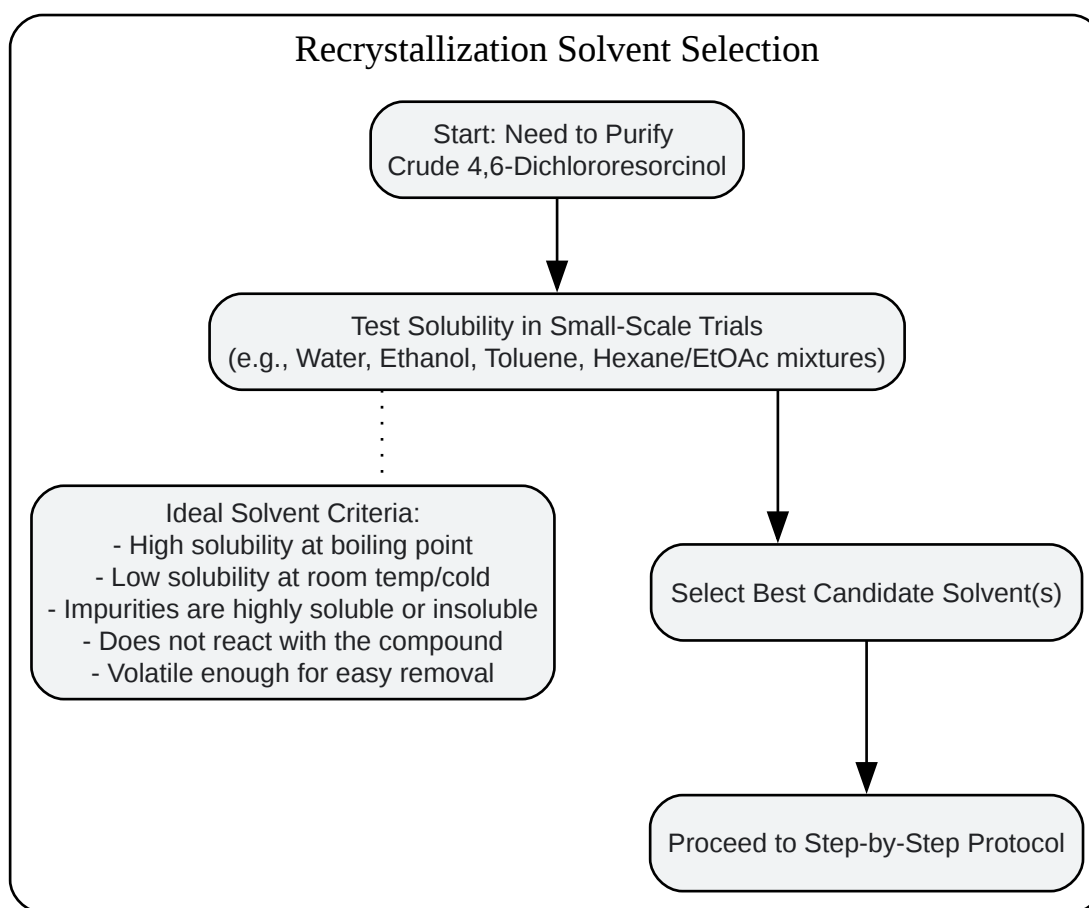 Recrystallization Solvent Selection
Start: Need to Purify
Crude 4,6-Dichlororesorcinol
Test Solubility in Small-Scale Trials
(e.g., Water, Ethanol, Toluene, Hexane/EtOAc mixtures)
Ideal Solvent Criteria:
- High solubility at boiling point
- Low solubility at room temp/cold
- Impurities are highly soluble or insoluble
- Does not react with the compound
- Volatile enough for easy removal
Select Best Candidate Solvent(s)
Proceed to Step-by-Step Protocol